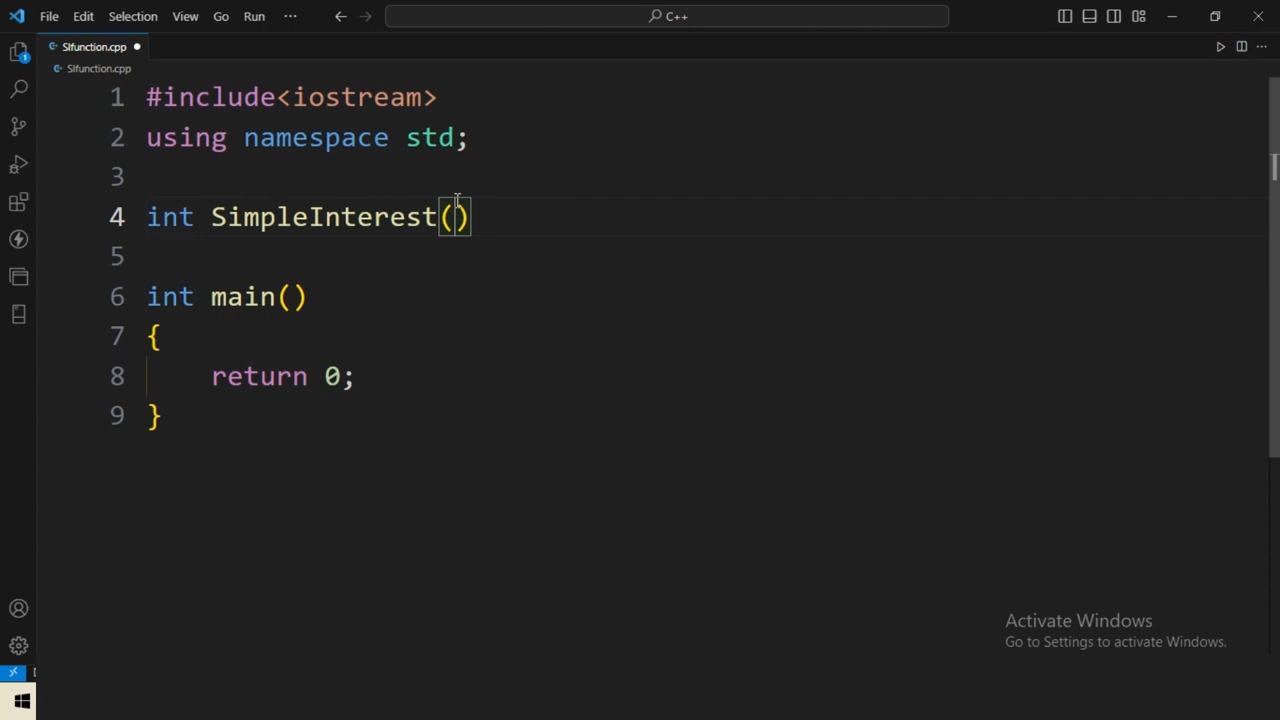 File Edit Selection View Go Run ··· C++
SIfunction.cpp
SIfunction.cpp
1 #include<iostream>
2 using namespace std;
3
4 int SimpleInterest()
5
6 int main()
7 {
8 return 0;
9 }
1
Activate Windows
Go to Settings to activate Windows.